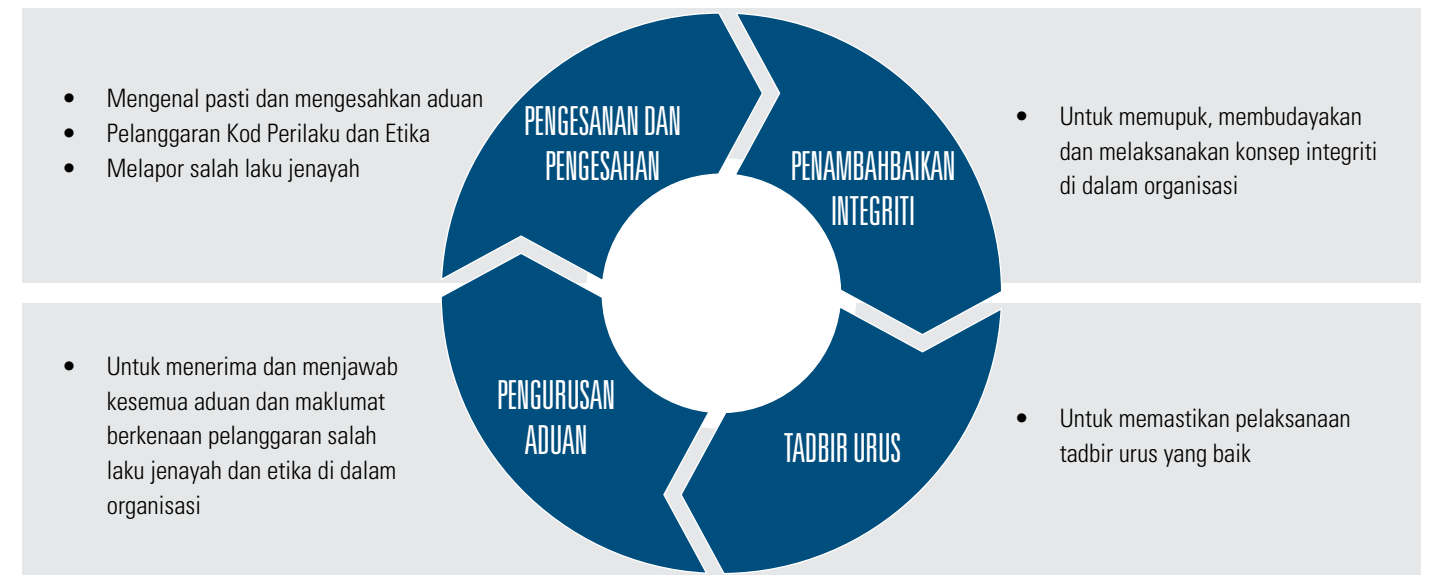 • Mengenal pasti dan mengesahkan aduan
• Pelanggaran Kod Perilaku dan Etika
• Melapor salah laku jenayah
PENGESANAN DAN
PENGESAHAN
PENAMBAHBAIKAN
INTEGRITI
• Untuk memupuk, membudayakan
dan melaksanakan konsep integriti
di dalam organisasi
• Untuk menerima dan menjawab
kesemua aduan dan maklumat
berkenaan pelanggaran salah
laku jenayah dan etika di dalam
organisasi
PENGURUSAN
ADUAN
TADBIR URUS
• Untuk memastikan pelaksanaan
tadbir urus yang baik